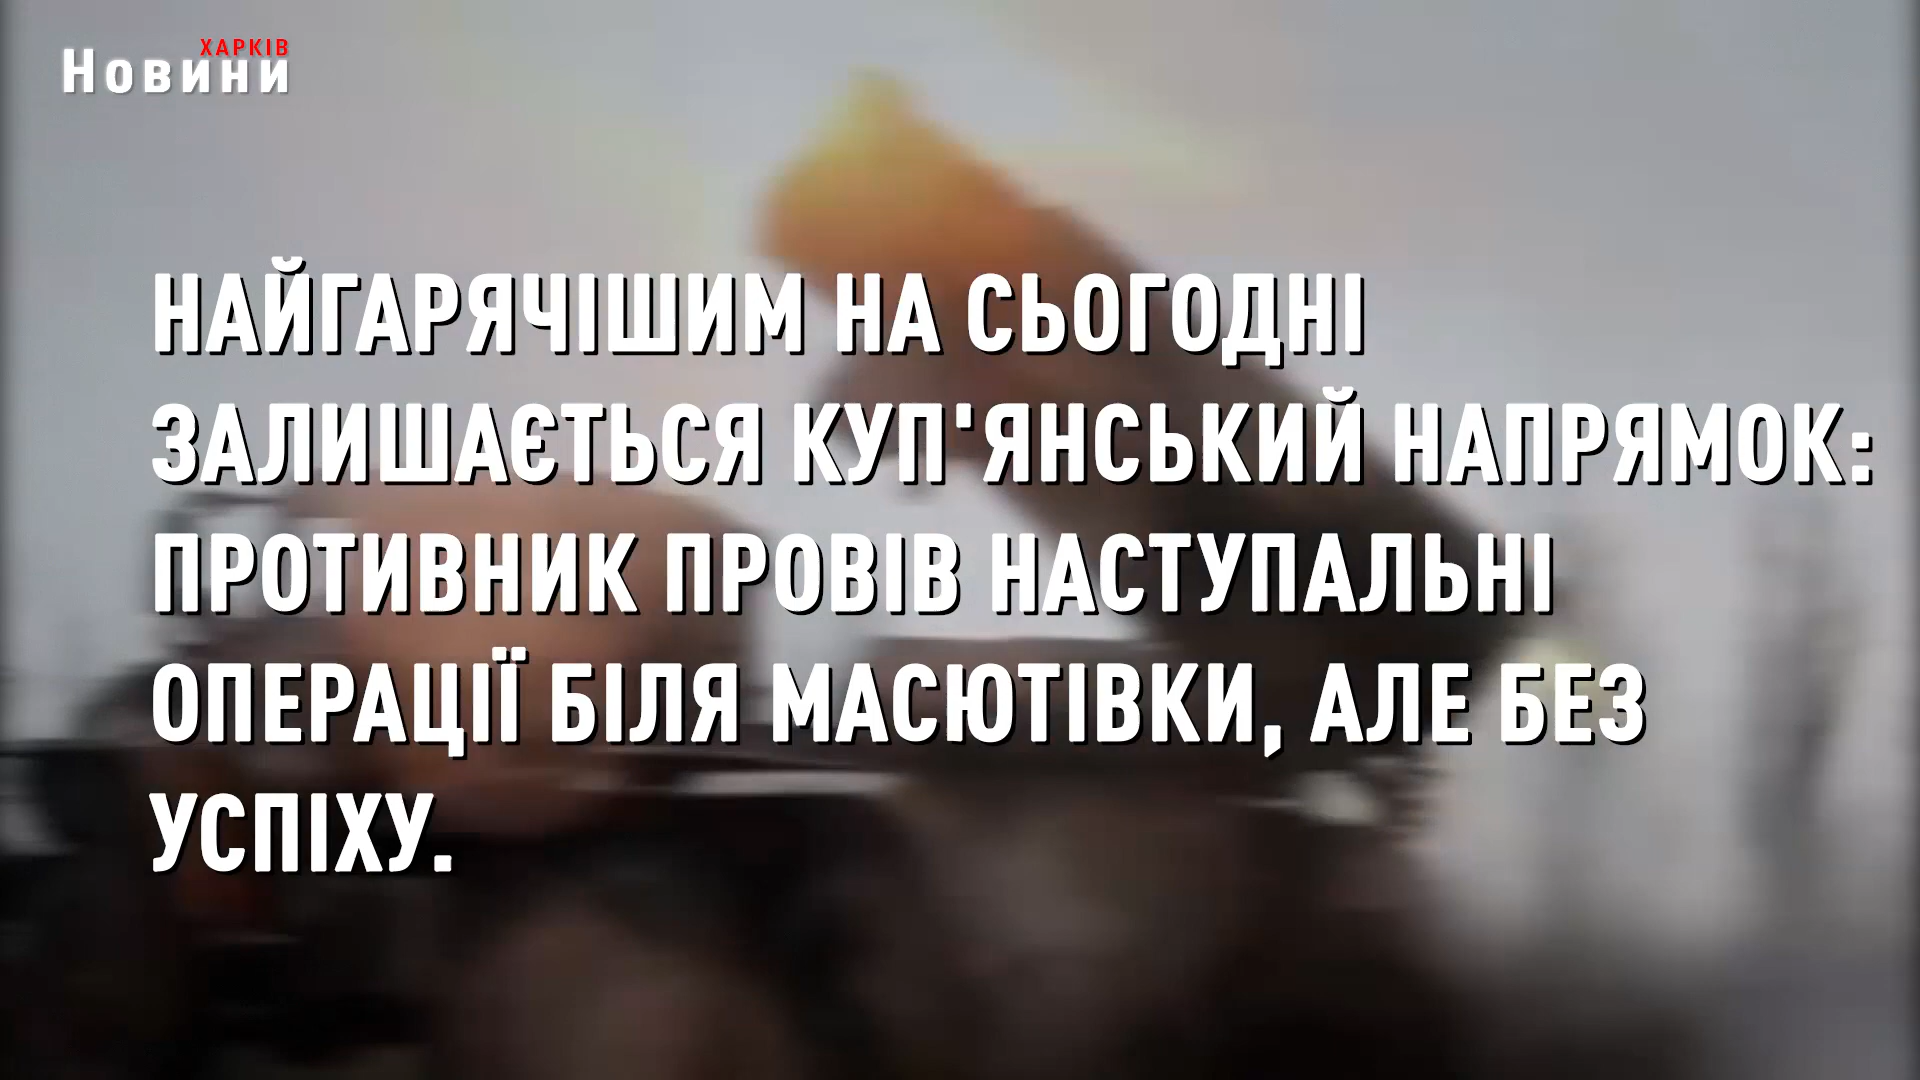 ХАРКІВ
Новини
НАЙГАРЯЧІШИМ НА СЬОГОДНІ
ЗАЛИШАЄТЬСЯ КУП'ЯНСЬКИЙ НАПРЯМОК:
ПРОТИВНИК ПРОВІВ НАСТУПАЛЬНІ
ОПЕРАЦІЇ БІЛЯ МАСЮТІВКИ, АЛЕ БЕЗ
УСПІХУ.